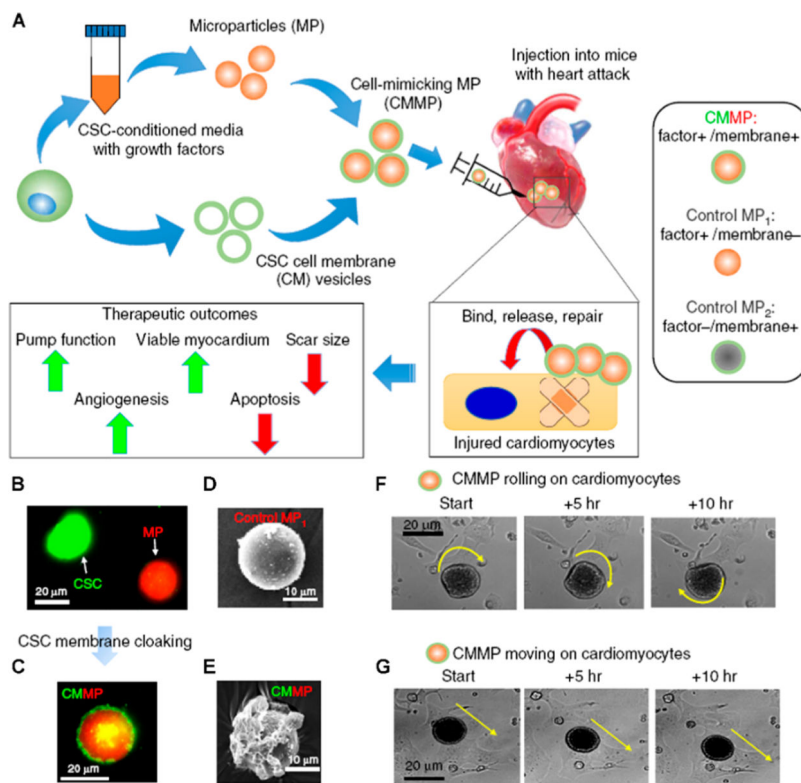 A
Microparticles (MP)
CSC-conditioned media
with growth factors
Cell-mimicking MP
(CMMP)
CSC cell membrane
(CM) vesicles
Injection into mice
with heart attack
CMMP:
factor+ /membrane+
Control MP1:
factor+ /membrane–
Control MP2:
factor–/membrane+
Therapeutic outcomes
Pump function Viable myocardium Scar size
Angiogenesis Apoptosis
Bind, release, repair
Injured cardiomyocytes
B
CSC
MP
20 μm
CSC membrane cloaking
C
CMMP
20 μm
D
Control MP1
10 μm
E
CMMP
10 μm
F
CMMP rolling on cardiomyocytes
Start +5 hr +10 hr
20 μm
G
CMMP moving on cardiomyocytes
Start +5 hr +10 hr
20 μm